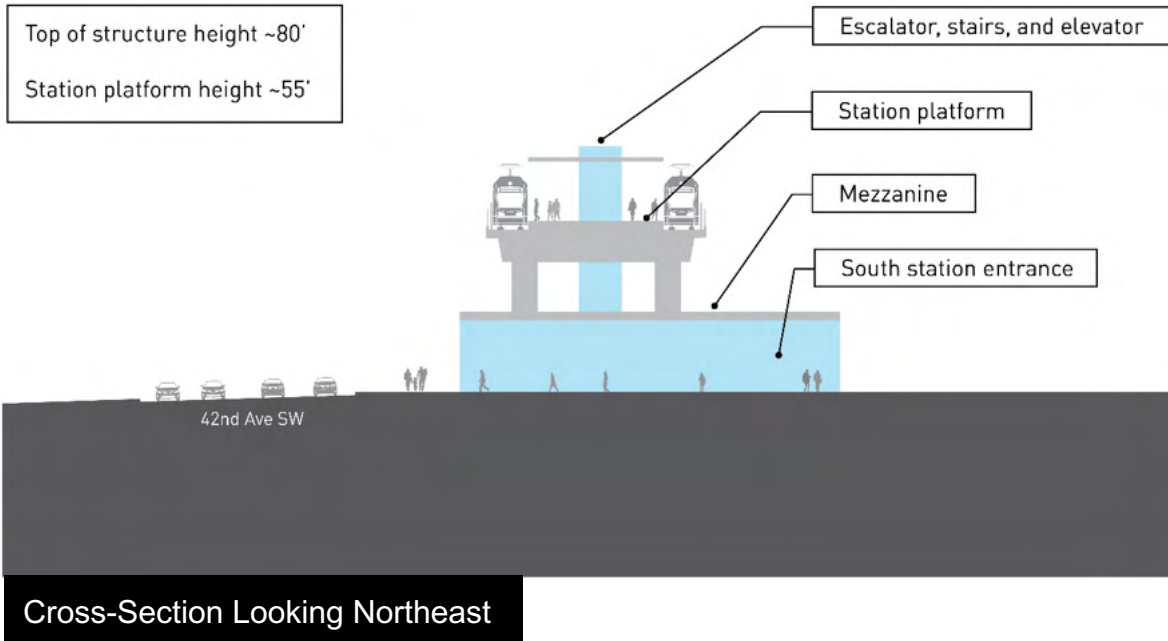 Top of structure height ~80'
Station platform height ~55'
Escalator, stairs, and elevator
Station platform
Mezzanine
South station entrance
42nd Ave SW
Cross-Section Looking Northeast